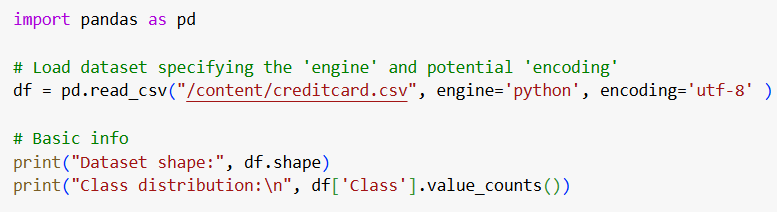 import pandas as pd
# Load dataset specifying the 'engine' and potential 'encoding'
df = pd.read_csv("/content/creditcard.csv", engine='python', encoding='utf-8' )
# Basic info
print("Dataset shape:", df.shape)
print("Class distribution:\n", df['Class'].value_counts())